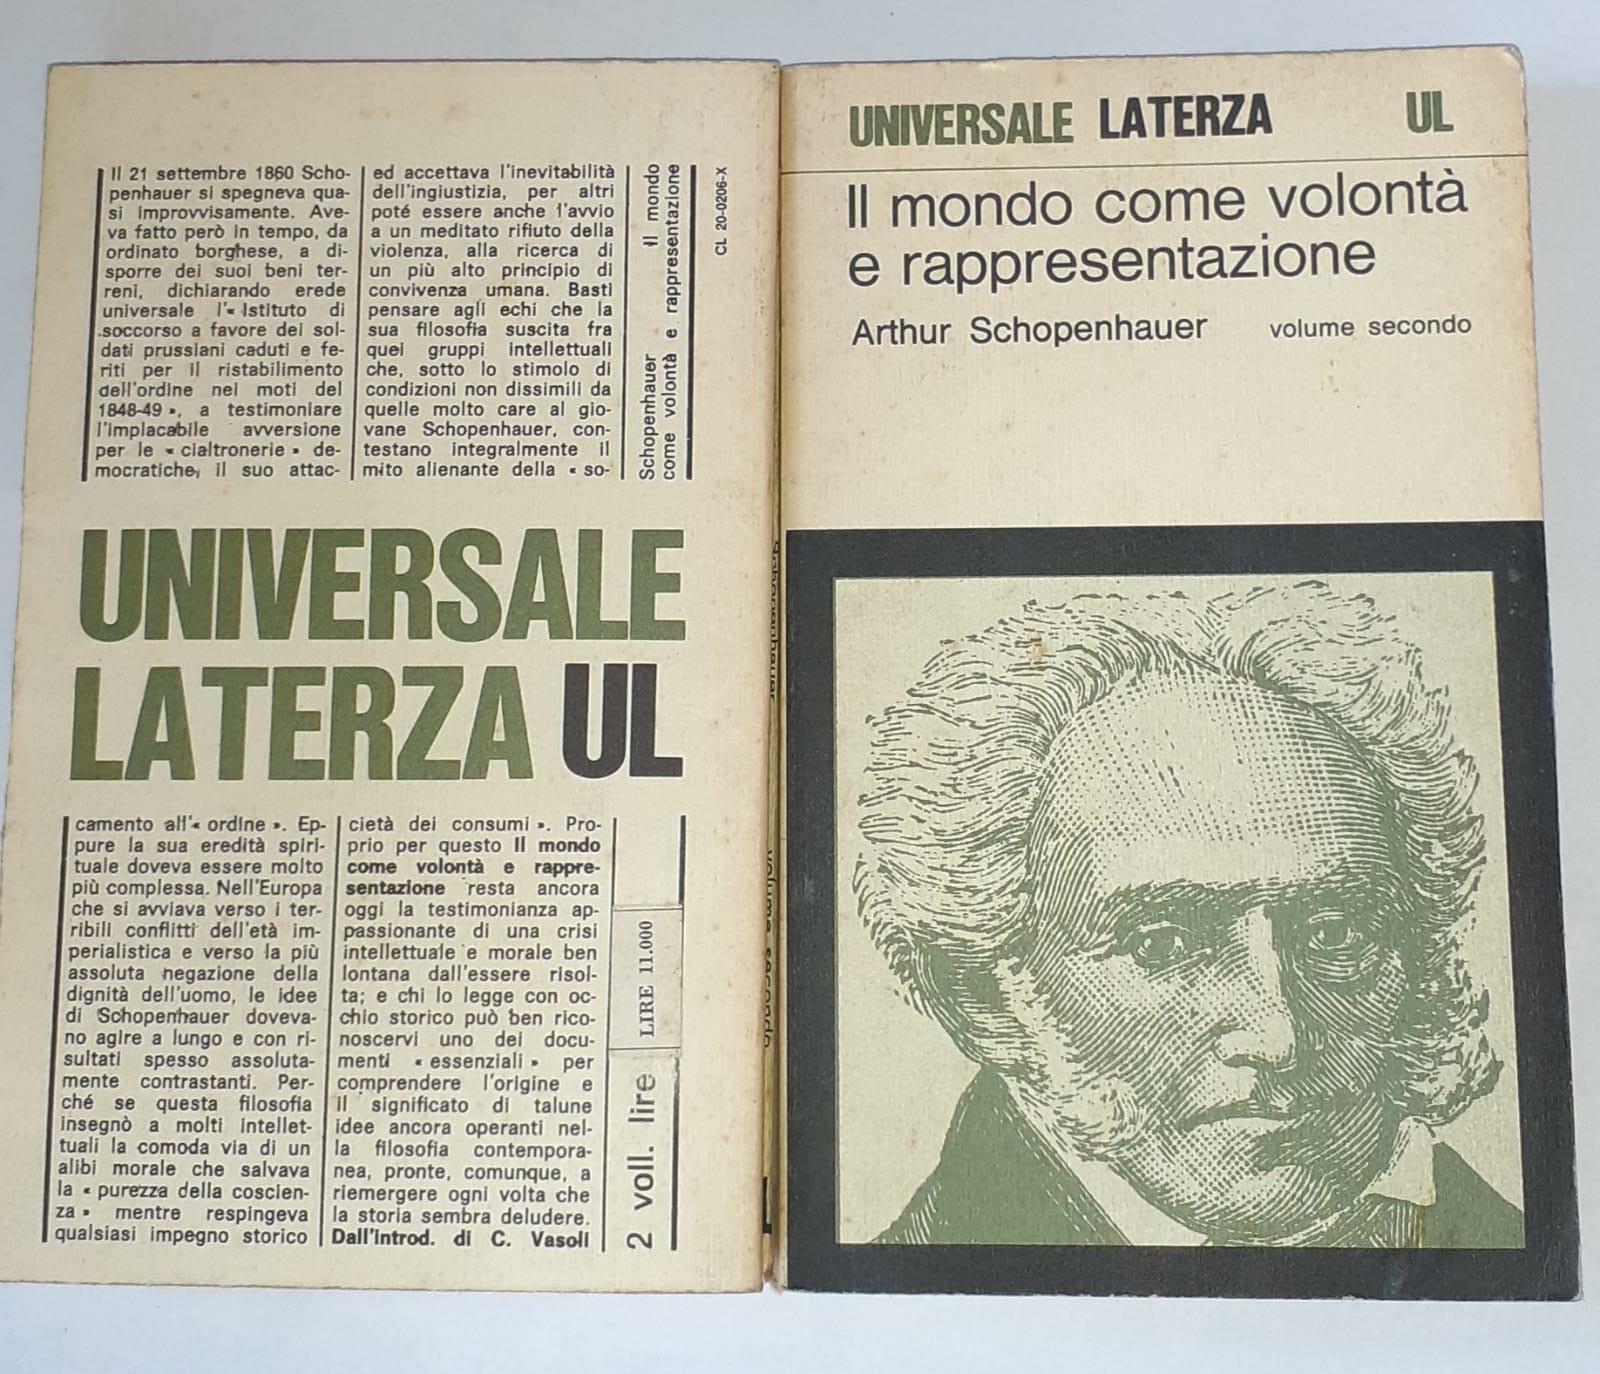 Il 21 settembre 1860 Scho-
penhauer si spegneva qua-
si improvvisamente. Ave-
va fatto però in tempo, da
ordinato borghese, a di-
sporre dei suoi beni ter-
reni, dichiarando erede
universale l'« Istituto di
soccorso a favore dei sol-
dati prussiani caduti e fe-
riti per il ristabilimento
dell'ordine nei moti del
1848-49 », a testimoniare
l'implacabile avversione
per le « cialtronerie » de-
mocratiche, il suo attac-
ed accettava l'inevitabilità
dell'ingiustizia, per altri
poté essere anche l'avvio
a un meditato rifiuto della
violenza, alla ricerca di
un più alto principio di
convivenza umana. Basti
pensare agli echi che la
sua filosofia suscita fra
quei gruppi intellettuali
che, sotto lo stimolo di
condizioni non dissimili da
quelle molto care al gio-
vane Schopenhauer, con-
testano integralmente il
mito alienante della « so-
Schopenhauer Il mondo
come volontà e rappresentazione
CL 20-0206-X
UNIVERSALE
LATERZA UL
camento all'« ordine ». Ep-
pure la sua eredità spiri-
tuale doveva essere molto
più complessa. Nell'Europa
che si avviava verso i ter-
ribili conflitti dell'età im-
perialistica e verso la più
assoluta negazione della
dignità dell'uomo, le idee
di Schopenhauer doveva-
no agire a lungo e con ri-
sultati spesso assoluta-
mente contrastanti. Per-
ché se questa filosofia
insegnò a molti intellet-
tuali la comoda via di un
alibi morale che salvava
la « purezza della coscien-
za » mentre respingeva
qualsiasi impegno storico
cietà dei consumi ». Pro-
prio per questo Il mondo
come volontà e rappre-
sentazione resta ancora
oggi la testimonianza ap-
passionante di una crisi
intellettuale e morale ben
lontana dall'essere risol-
ta; e chi lo legge con oc-
chio storico può ben rico-
noscervi uno dei docu-
menti « essenziali » per
comprendere l'origine e
il significato di talune
idee ancora operanti nel-
la filosofia contempora-
nea, pronte, comunque, a
riemergere ogni volta che
la storia sembra deludere.
Dall'Introd. di C. Vasoli
2 voll. lire LIRE 11.000
Schopenhauer volume secondo
UNIVERSALE LATERZA UL
Il mondo come volontà
e rappresentazione
Arthur Schopenhauer volume secondo